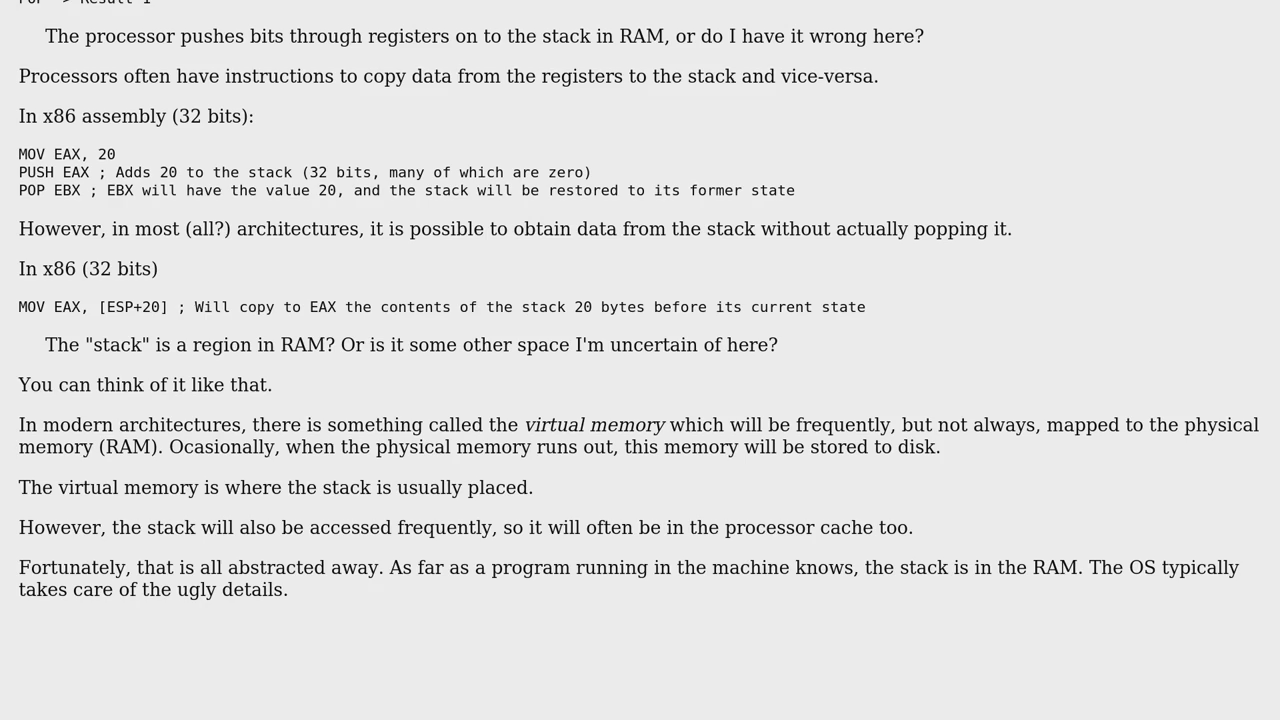 The processor pushes bits through registers on to the stack in RAM, or do I have it wrong here?
Processors often have instructions to copy data from the registers to the stack and vice-versa.
In x86 assembly (32 bits):
MOV EAX, 20
PUSH EAX ; Adds 20 to the stack (32 bits, many of which are zero)
POP EBX ; EBX will have the value 20, and the stack will be restored to its former state
However, in most (all?) architectures, it is possible to obtain data from the stack without actually popping it.
In x86 (32 bits)
MOV EAX, [ESP+20] ; Will copy to EAX the contents of the stack 20 bytes before its current state
The "stack" is a region in RAM? Or is it some other space I'm uncertain of here?
You can think of it like that.
In modern architectures, there is something called the virtual memory which will be frequently, but not always, mapped to the physical
memory (RAM). Ocasionally, when the physical memory runs out, this memory will be stored to disk.
The virtual memory is where the stack is usually placed.
However, the stack will also be accessed frequently, so it will often be in the processor cache too.
Fortunately, that is all abstracted away. As far as a program running in the machine knows, the stack is in the RAM. The OS typically
takes care of the ugly details.